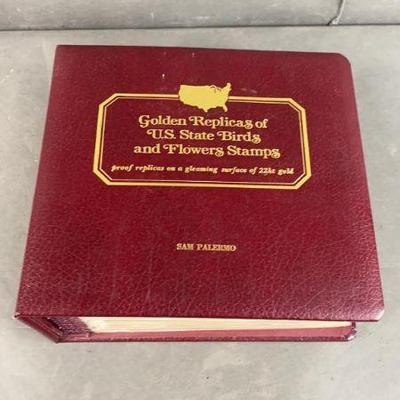 Golden Replicas of
U.S. State Birds
and Flowers Stamps
proof replicas on a gleaming surface of 22kt gold
SAM PALERMO